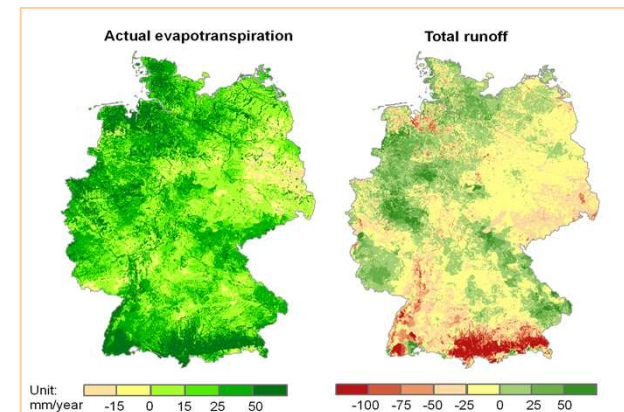 Actual evapotranspiration
Total runoff
Unit:
mm/year
-15 0 15 25 50
-100 -75 -50 -25 0 25 50